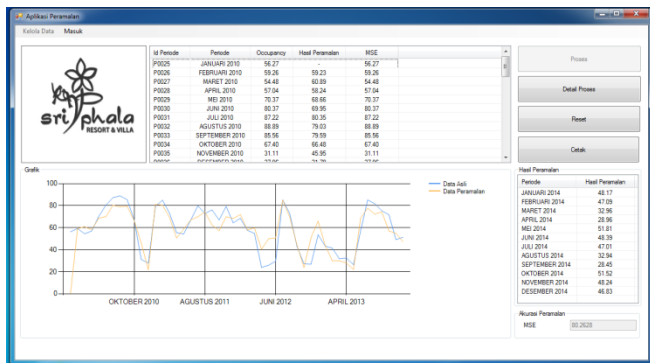 Aplikasi Peramalan
Kelola Data Masuk
sri phala
RESORT & VILLA
Id Periode Periode Occupancy Hasil Peramalan MSE
P0025 JANUARI 2010 56.27 - 56.27
P0026 FEBRUARI 2010 59.26 59.23 59.26
P0027 MARET 2010 54.48 60.89 54.48
P0028 APRIL 2010 57.04 58.24 57.04
P0029 MEI 2010 70.37 68.66 70.37
P0030 JUNI 2010 80.37 69.95 80.37
P0031 JULI 2010 87.22 80.35 87.22
P0032 AGUSTUS 2010 88.89 79.03 88.89
P0033 SEPTEMBER 2010 85.56 79.59 85.56
P0034 OKTOBER 2010 67.40 66.48 67.40
P0035 NOVEMBER 2010 31.11 45.95 31.11
Proses
Detail Proses
Reset
Cetak
Grafik
100
80
60
40
20
0
OKTOBER 2010 AGUSTUS 2011 JUNI 2012 APRIL 2013
Data Asli
Data Peramalan
Hasil Peramalan
Periode Hasil Peramalan
JANUARI 2014 48.17
FEBRUARI 2014 47.09
MARET 2014 32.96
APRIL 2014 28.96
MEI 2014 51.81
JUNI 2014 48.39
JULI 2014 47.01
AGUSTUS 2014 32.94
SEPTEMBER 2014 28.45
OKTOBER 2014 51.52
NOVEMBER 2014 48.24
DESEMBER 2014 46.83
Akurasi Peramalan
MSE 80.2628